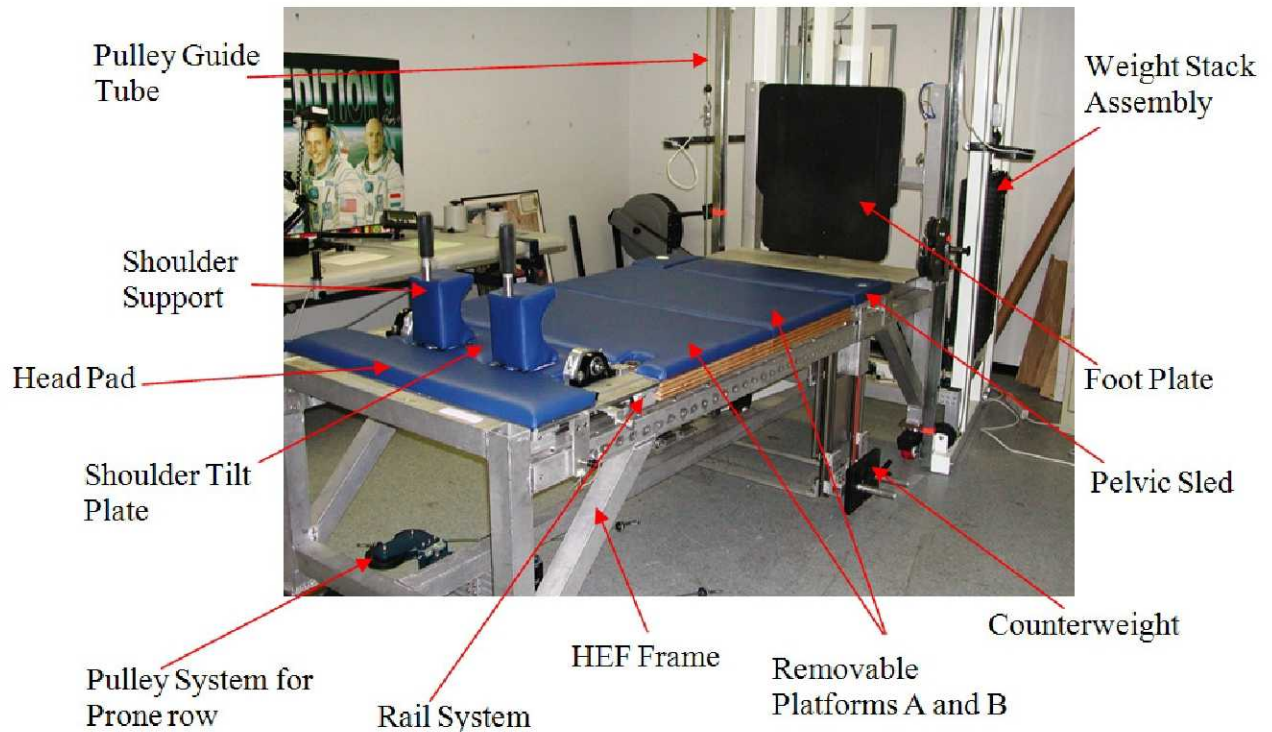 Pulley Guide
Tube
Weight Stack
Assembly
EDITION 9
Shoulder
Support
Head Pad
Foot Plate
Shoulder Tilt
Plate
Pelvic Sled
Counterweight
HEF Frame
Removable
Platforms A and B
Pulley System for
Prone row
Rail System